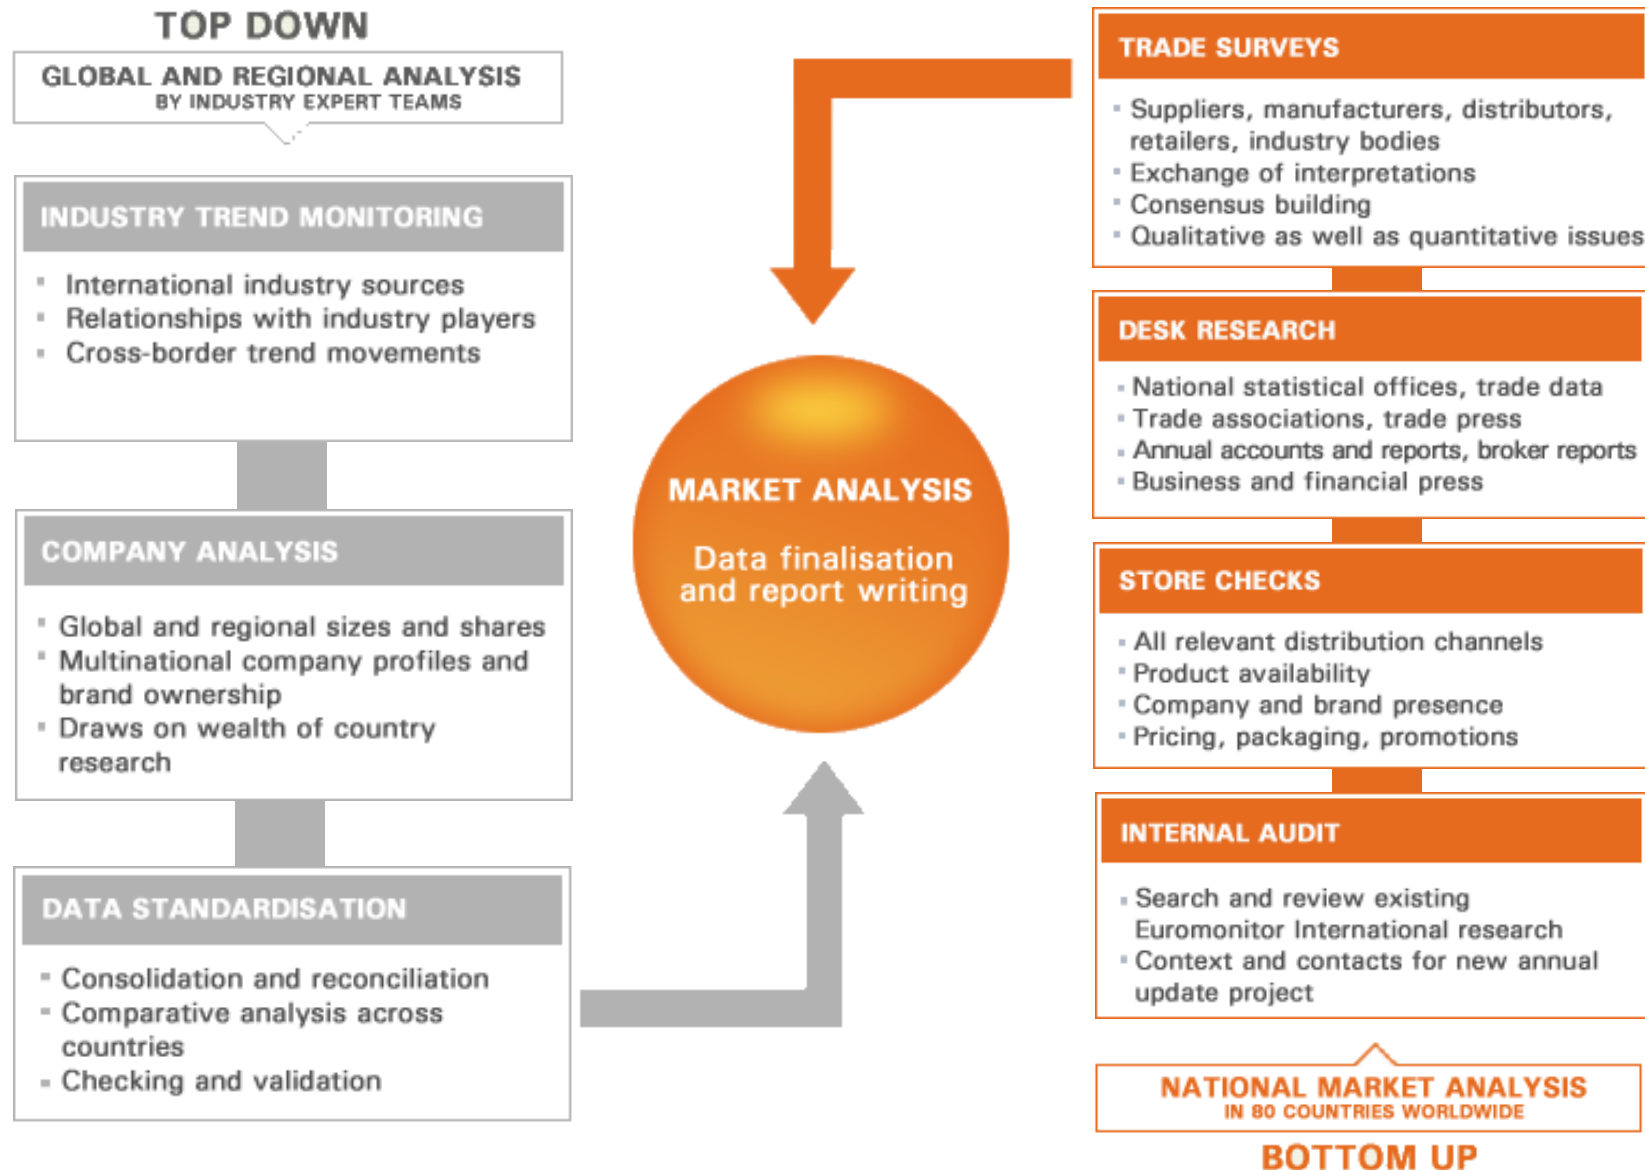 TOP DOWN
GLOBAL AND REGIONAL ANALYSIS
BY INDUSTRY EXPERT TEAMS
INDUSTRY TREND MONITORING
International industry sources
Relationships with industry players
Cross-border trend movements
COMPANY ANALYSIS
Global and regional sizes and shares
Multinational company profiles and
brand ownership
Draws on wealth of country
research
DATA STANDARDISATION
Consolidation and reconciliation
Comparative analysis across
countries
Checking and validation
MARKET ANALYSIS
Data finalisation
and report writing
TRADE SURVEYS
Suppliers, manufacturers, distributors,
retailers, industry bodies
Exchange of interpretations
Consensus building
Qualitative as well as quantitative issues
DESK RESEARCH
National statistical offices, trade data
Trade associations, trade press
Annual accounts and reports, broker reports
Business and financial press
STORE CHECKS
All relevant distribution channels
Product availability
Company and brand presence
Pricing, packaging, promotions
INTERNAL AUDIT
Search and review existing
Euromonitor International research
Context and contacts for new annual
update project
NATIONAL MARKET ANALYSIS
IN 80 COUNTRIES WORLDWIDE
BOTTOM UP